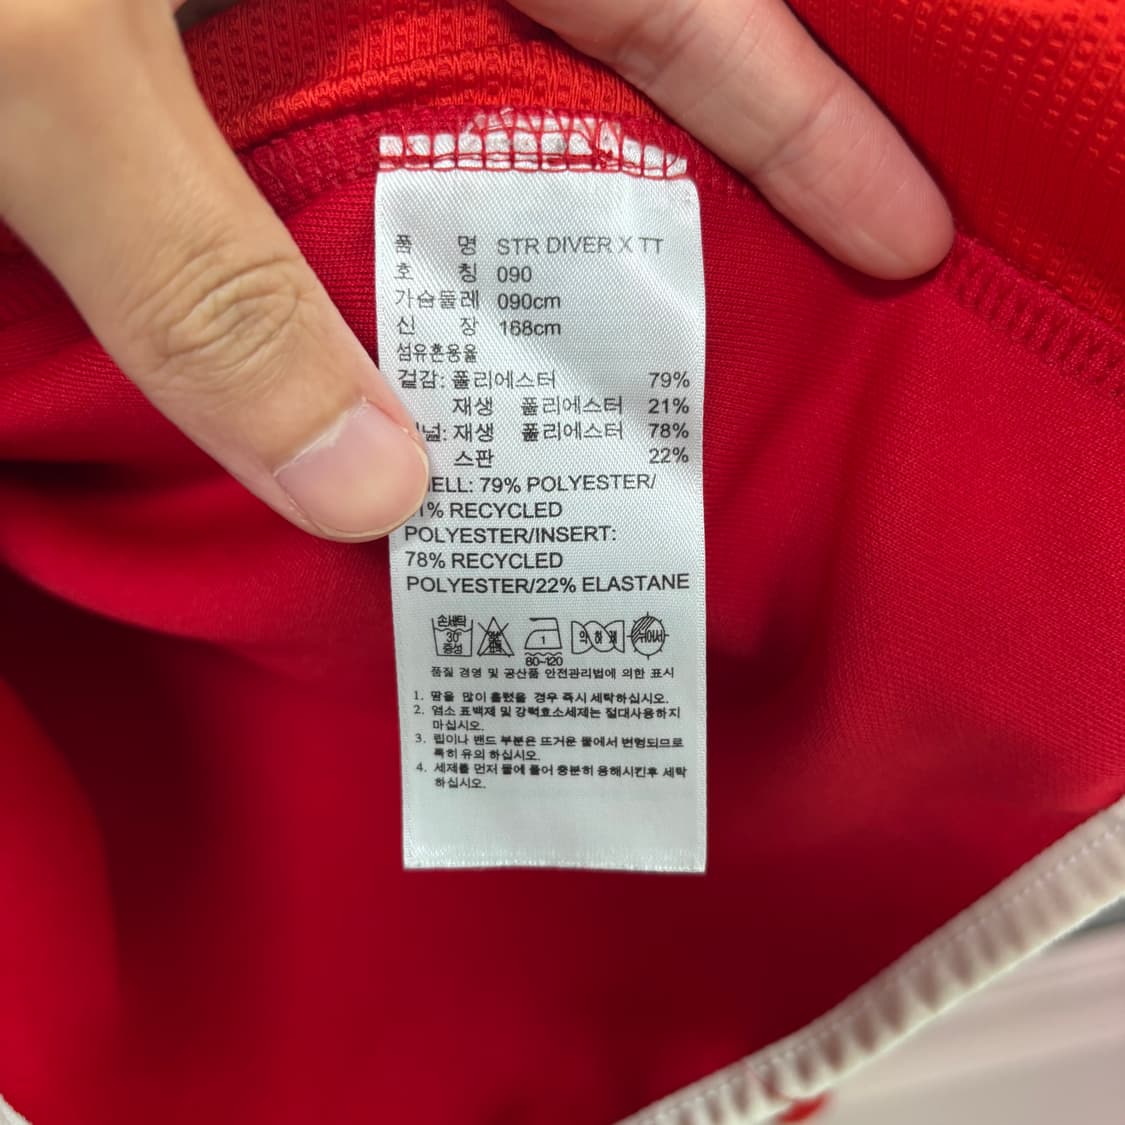 품 명 STR DIVER X TT
호 칭 090
가슴둘레 090cm
신 장 168cm
섬유혼용율
겉감: 폴리에스터 79%
재생 폴리에스터 21%
널: 재생 폴리에스터 78%
스판 22%
ELL: 79% POLYESTER/
1% RECYCLED
POLYESTER/INSERT:
78% RECYCLED
POLYESTER/22% ELASTANE
손세탁
30°
중성
1
80~120
품질 경영 및 공산품 안전관리법에 의한 표시
1. 땀을 많이 흘렸을 경우 즉시 세탁하십시오.
2. 염소 표백제 및 강력효소세제는 절대사용하지
마십시오.
3. 립이나 밴드 부분은 뜨거운 물에서 변형되므로
특히 유의 하십시오.
4. 세제를 먼저 물에 풀어 충분히 용해시킨후 세탁
하십시오.